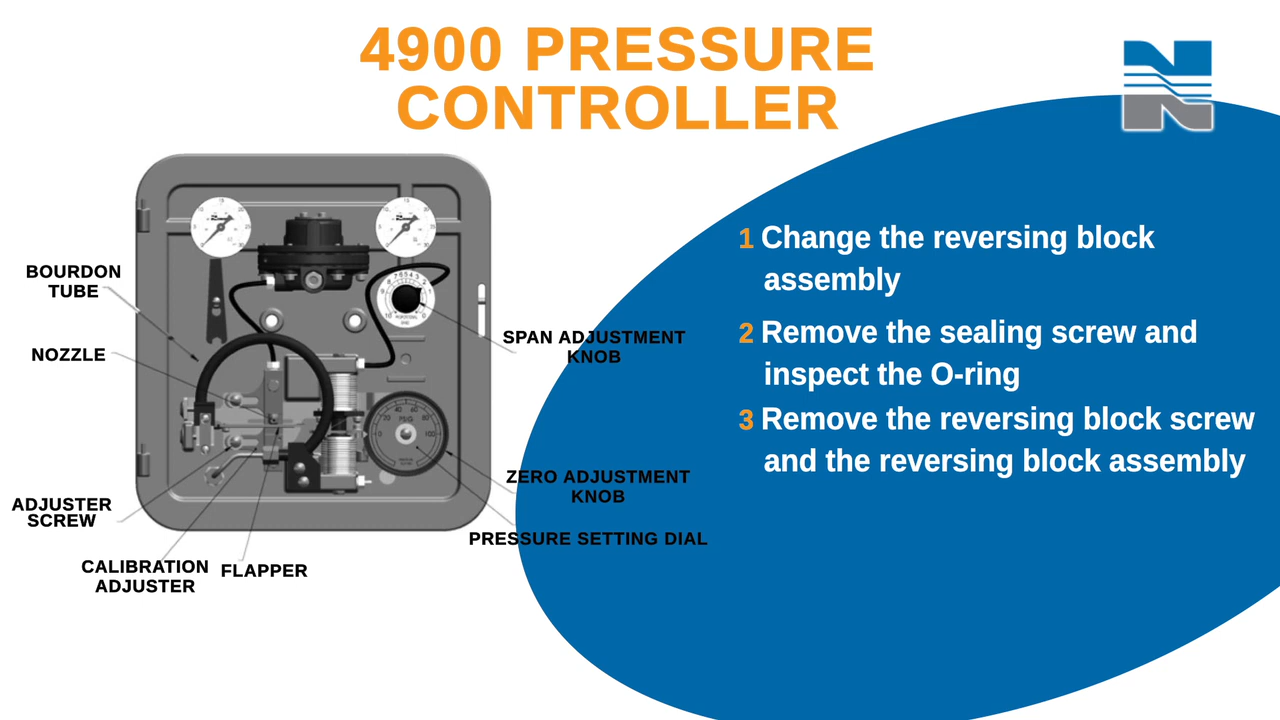 4900 PRESSURE
CONTROLLER
BOURDON
TUBE
NOZZLE
ADJUSTER
SCREW
CALIBRATION
ADJUSTER
FLAPPER
SPAN ADJUSTMENT
KNOB
ZERO ADJUSTMENT
KNOB
PRESSURE SETTING DIAL
1 Change the reversing block
assembly
2 Remove the sealing screw and
inspect the O-ring
3 Remove the reversing block screw
and the reversing block assembly